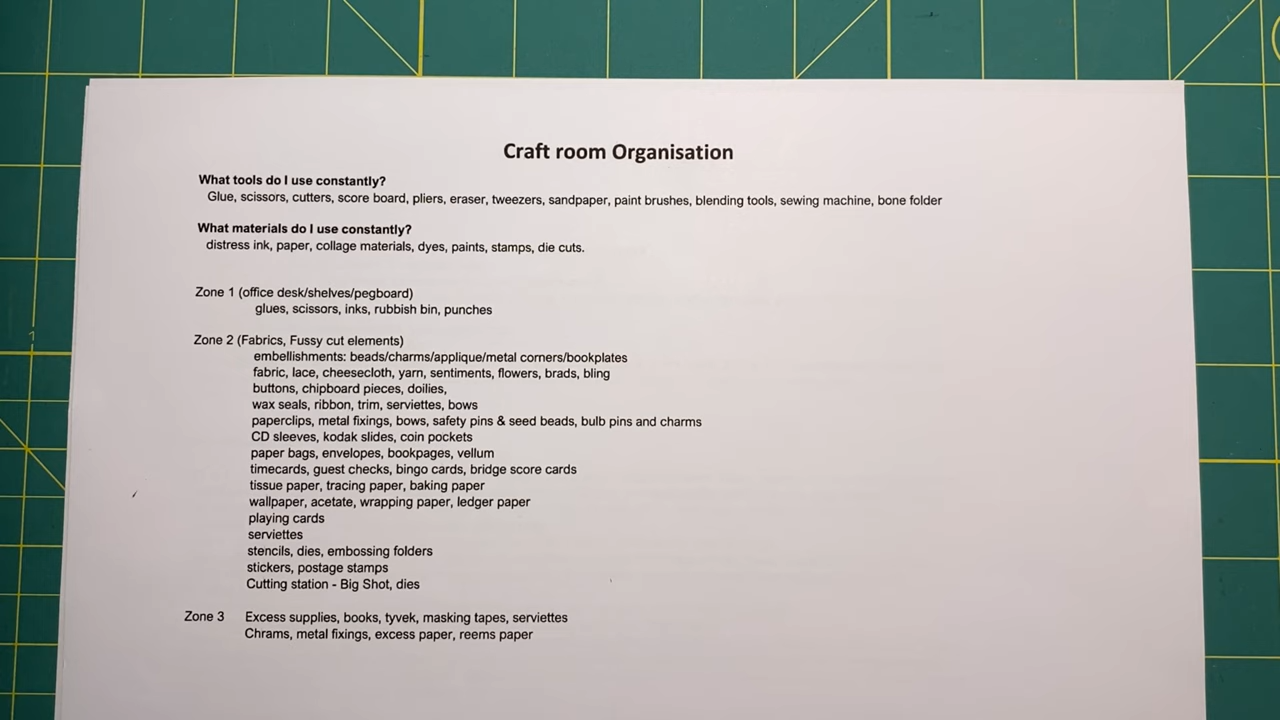 Craft room Organisation
What tools do I use constantly?
Glue, scissors, cutters, score board, pliers, eraser, tweezers, sandpaper, paint brushes, blending tools, sewing machine, bone folder
What materials do I use constantly?
distress ink, paper, collage materials, dyes, paints, stamps, die cuts.
Zone 1 (office desk/shelves/pegboard)
glues, scissors, inks, rubbish bin, punches
Zone 2 (Fabrics, Fussy cut elements)
embellishments: beads/charms/applique/metal corners/bookplates
fabric, lace, cheesecloth, yarn, sentiments, flowers, brads, bling
buttons, chipboard pieces, doilies,
wax seals, ribbon, trim, serviettes, bows
paperclips, metal fixings, bows, safety pins & seed beads, bulb pins and charms
CD sleeves, kodak slides, coin pockets
paper bags, envelopes, bookpages, vellum
timecards, guest checks, bingo cards, bridge score cards
tissue paper, tracing paper, baking paper
wallpaper, acetate, wrapping paper, ledger paper
playing cards
serviettes
stencils, dies, embossing folders
stickers, postage stamps
Cutting station - Big Shot, dies
Zone 3 Excess supplies, books, tyvek, masking tapes, serviettes
Chrams, metal fixings, excess paper, reems paper
1